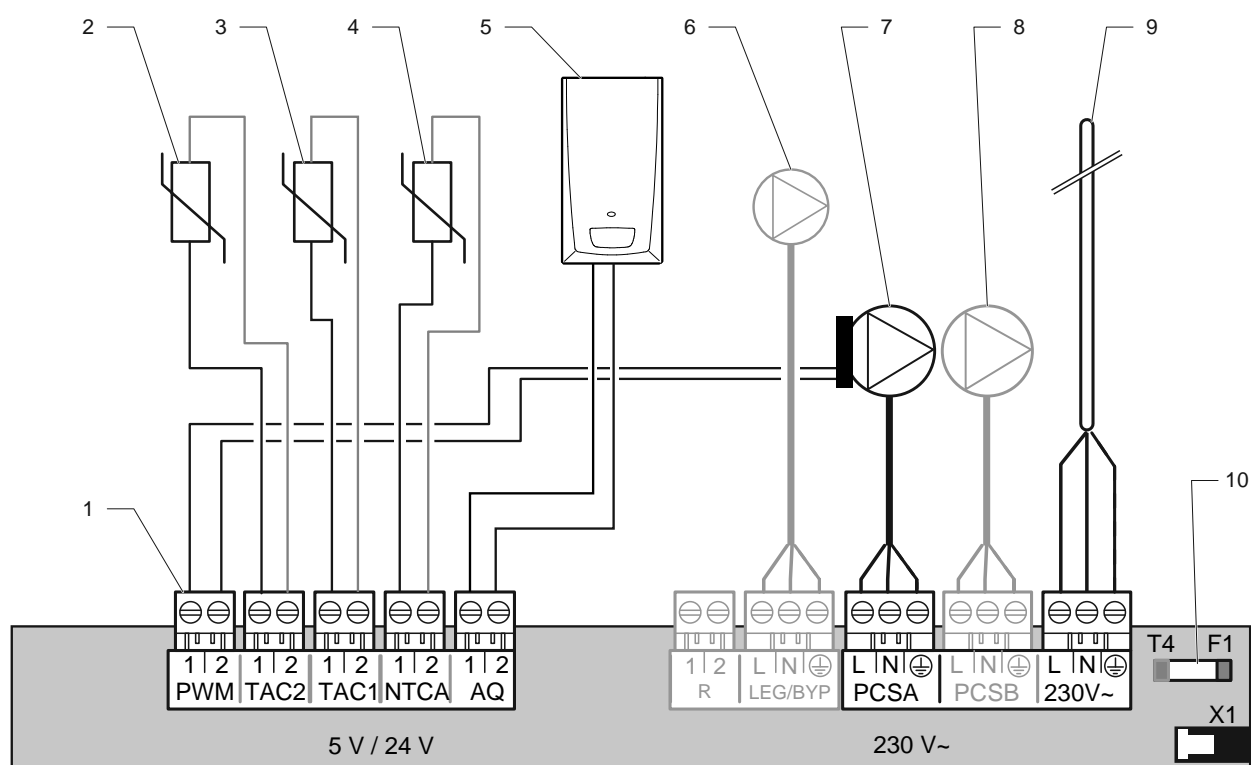 2 3 4 5 6 7 8 9
10
1
T4 F1
1 2 1 2 1 2 1 2 1 2 1 2 L N L N L N L N
PWM TAC2 TAC1 NTCA AQ R LEG/BYP PCSA PCSB 230V~
X1
5 V / 24 V 230 V~